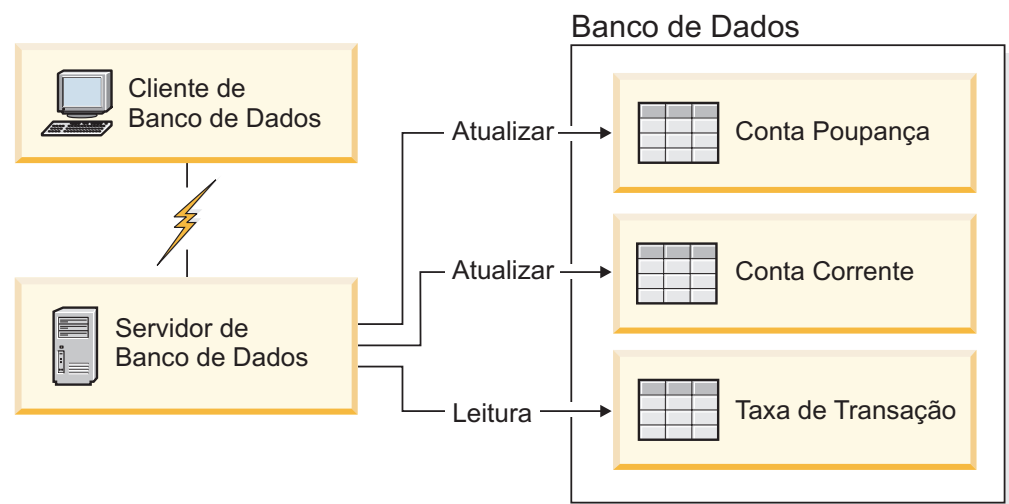 Banco de Dados
Cliente de
Banco de Dados
Atualizar
Conta Poupança
Atualizar
Conta Corrente
Servidor de
Banco de Dados
Leitura
Taxa de Transação